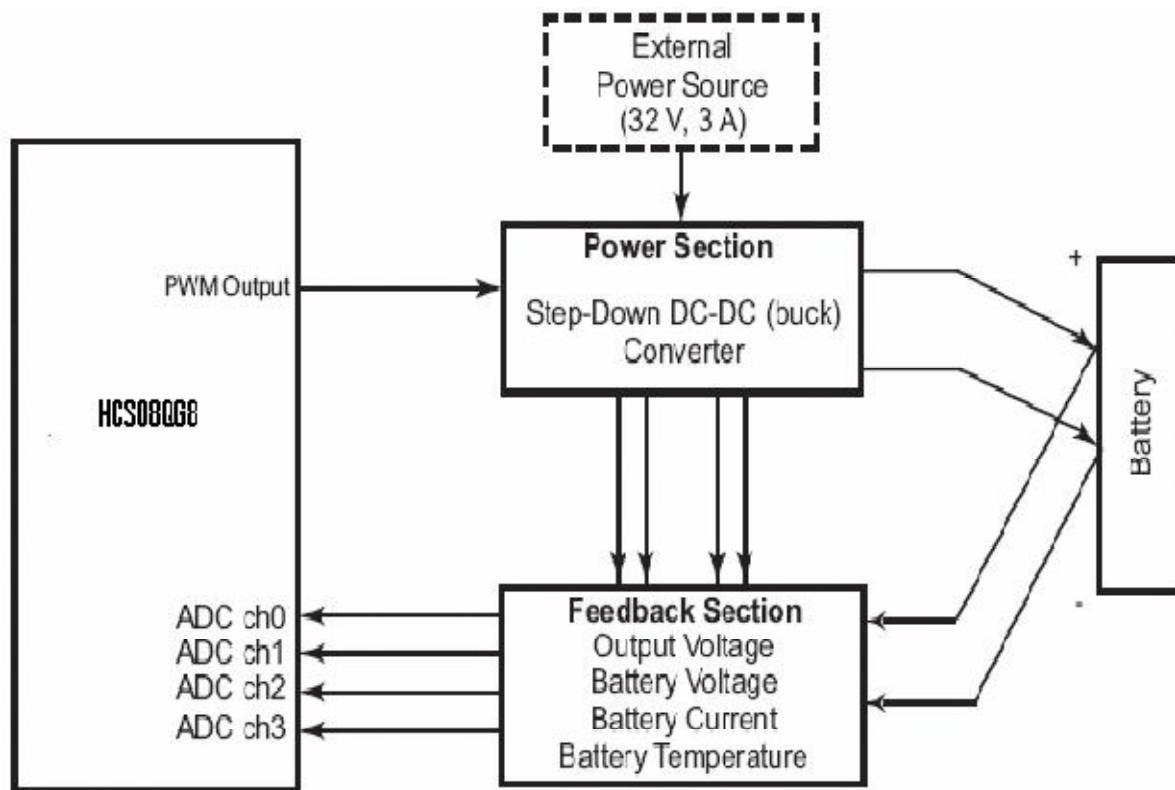 External
Power Source
(32 V, 3 A)
Power Section
Step-Down DC-DC (buck)
Converter
PWM Output
HCS08QG8
+
Battery
-
ADC ch0
ADC ch1
ADC ch2
ADC ch3
Feedback Section
Output Voltage
Battery Voltage
Battery Current
Battery Temperature